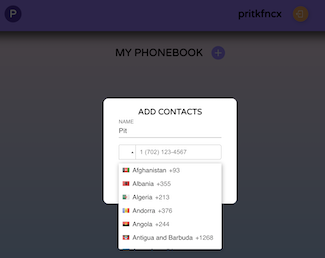 P
pritkfncx
MY PHONEBOOK +
ADD CONTACTS
NAME
Pit
1 (702) 123-4567
Afghanistan +93
Albania +355
Algeria +213
Andorra +376
Angola +244
Antigua and Barbuda +1268